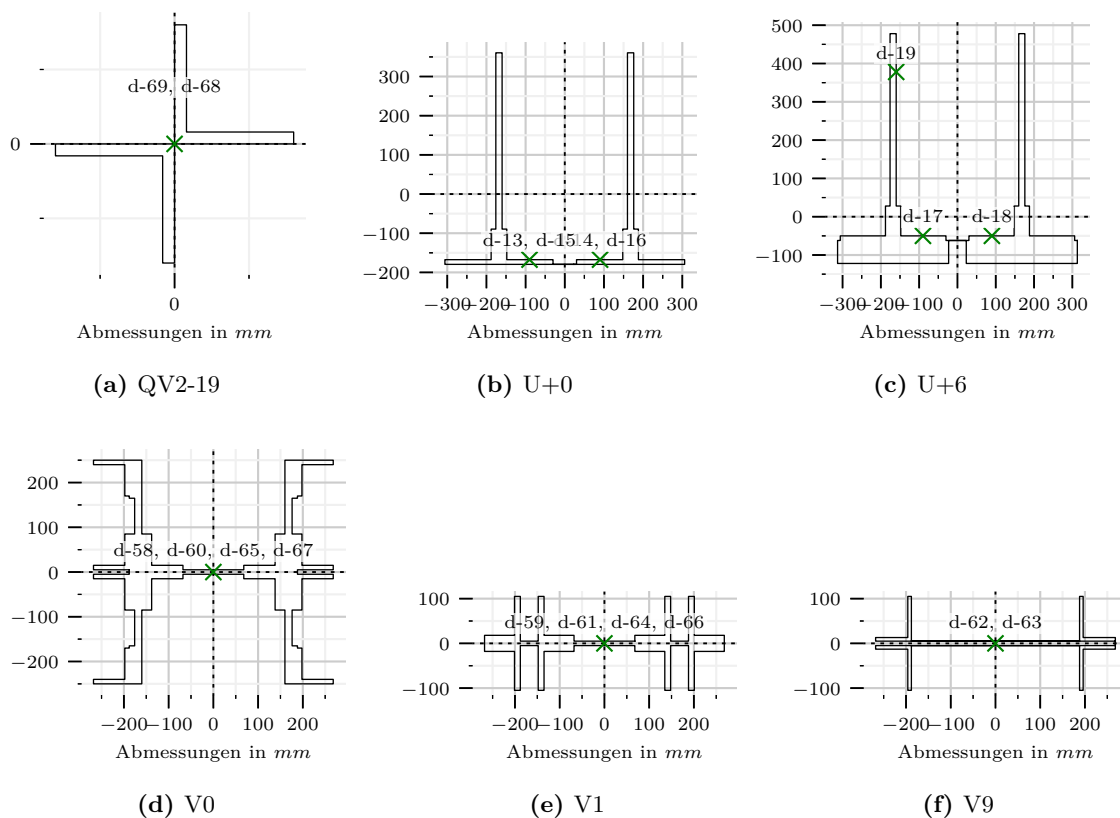 d-69, d-68
0
0
Abmessungen in mm
(a) QV2-19
300
200
100
0
−100
−200
d-13, d-15
4, d-16
−300
−200
−100
0
100
200
300
Abmessungen in mm
(b) U+0
500
400
300
200
100
0
−100
d-19
d-17
d-18
−300
−200
−100
0
100
200
300
Abmessungen in mm
(c) U+6
200
100
0
−100
−200
d-58, d-60, d-65, d-67
−200
−100
0
100
200
Abmessungen in mm
(d) V0
100
0
−100
d-59, d-61, d-64, d-66
−200
−100
0
100
200
Abmessungen in mm
(e) V1
100
0
−100
d-62, d-63
−200
−100
0
100
200
Abmessungen in mm
(f) V9